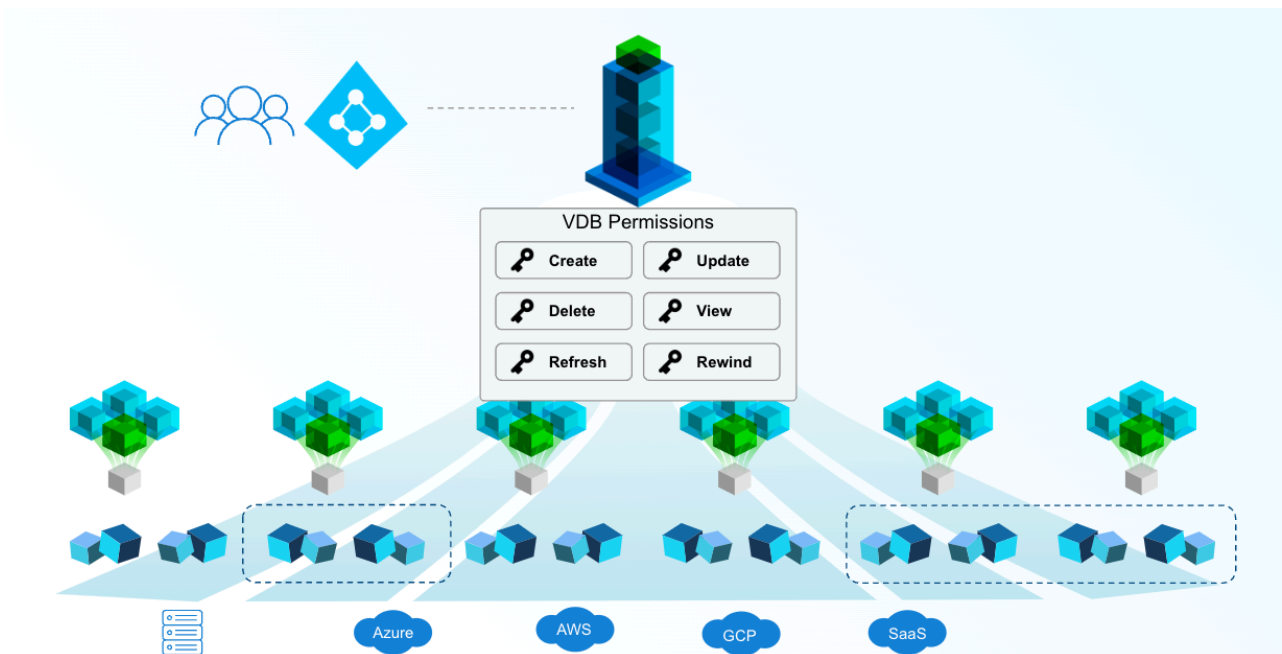 VDB Permissions
Create
Update
Delete
View
Refresh
Rewind
Azure
AWS
GCP
SaaS